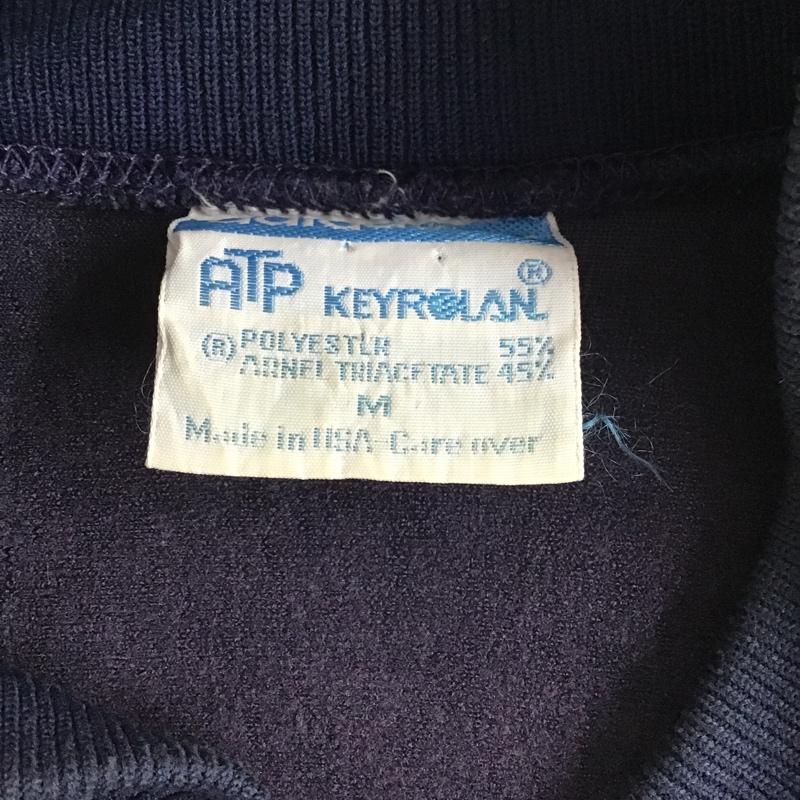 ATP KEYROLAN ®
® POLYESTER 55%
ARNEL TRIACETATE 45%
M
Made in USA-Care over